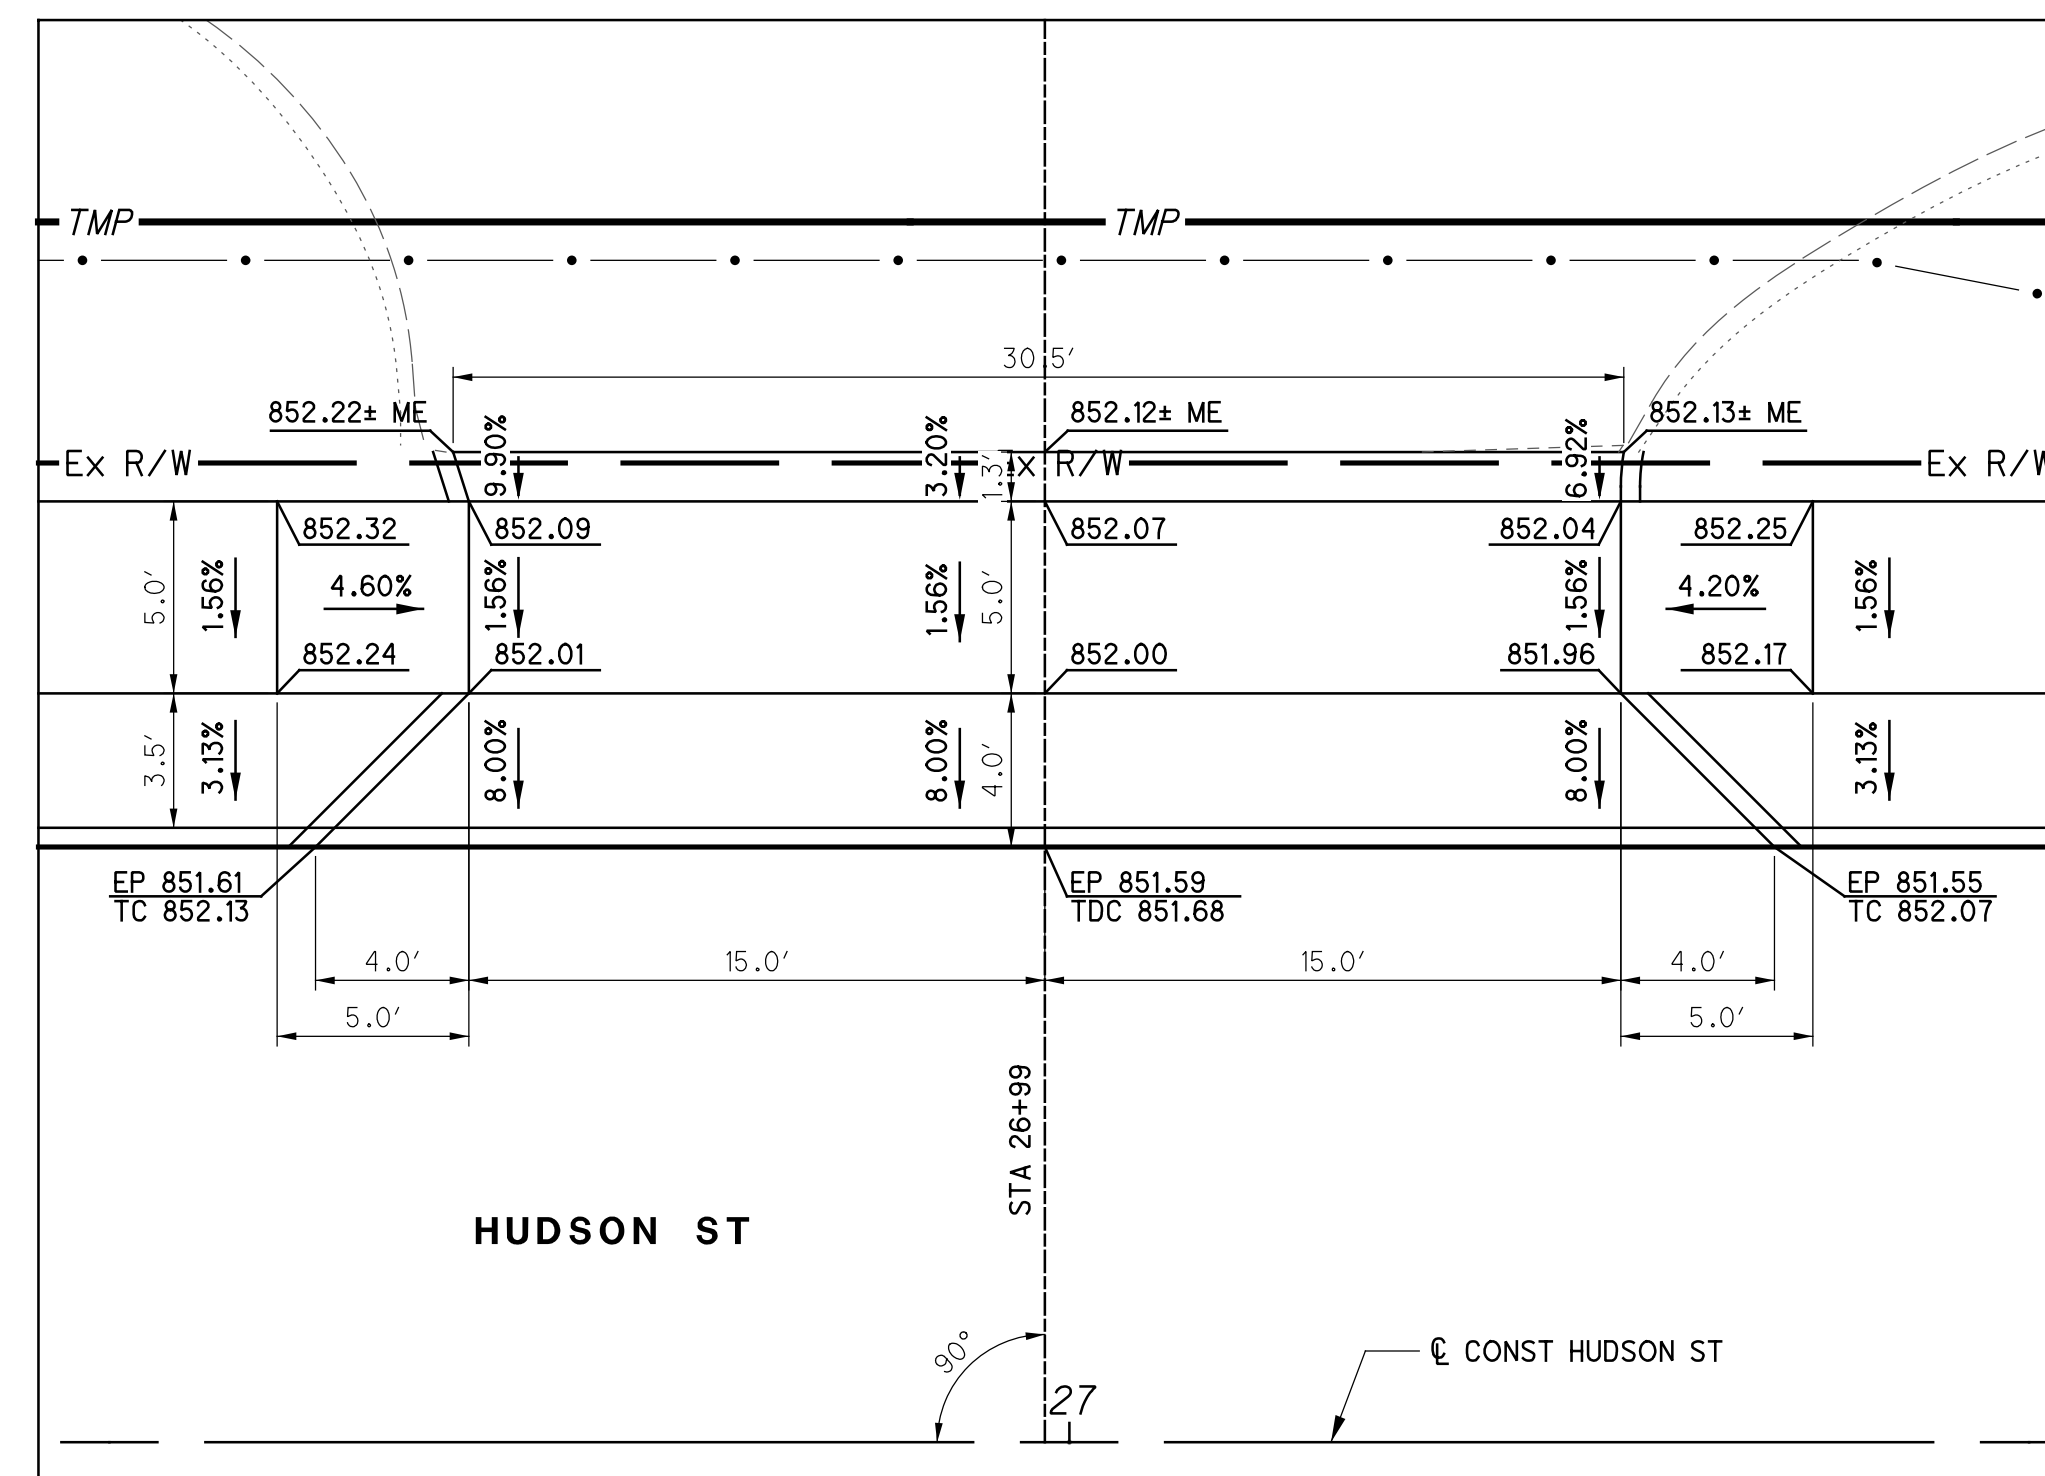 TMP
TMP
30.5'
852.22± ME
9.90%
3.20%
852.12± ME
6.92%
852.13± ME
Ex R/W
1.3'
Ex R/W
Ex R/W
852.32
852.09
852.07
852.04
852.25
5.0'
1.56%
4.60%
1.56%
1.56%
5.0'
1.56%
4.20%
1.56%
852.24
852.01
852.00
851.96
852.17
3.5'
3.13%
8.00%
8.00%
4.0'
8.00%
3.13%
EP 851.61
TC 852.13
EP 851.59
TDC 851.68
EP 851.55
TC 852.07
4.0'
15.0'
15.0'
4.0'
5.0'
5.0'
STA 26+99
HUDSON ST
90°
℄ CONST HUDSON ST
27